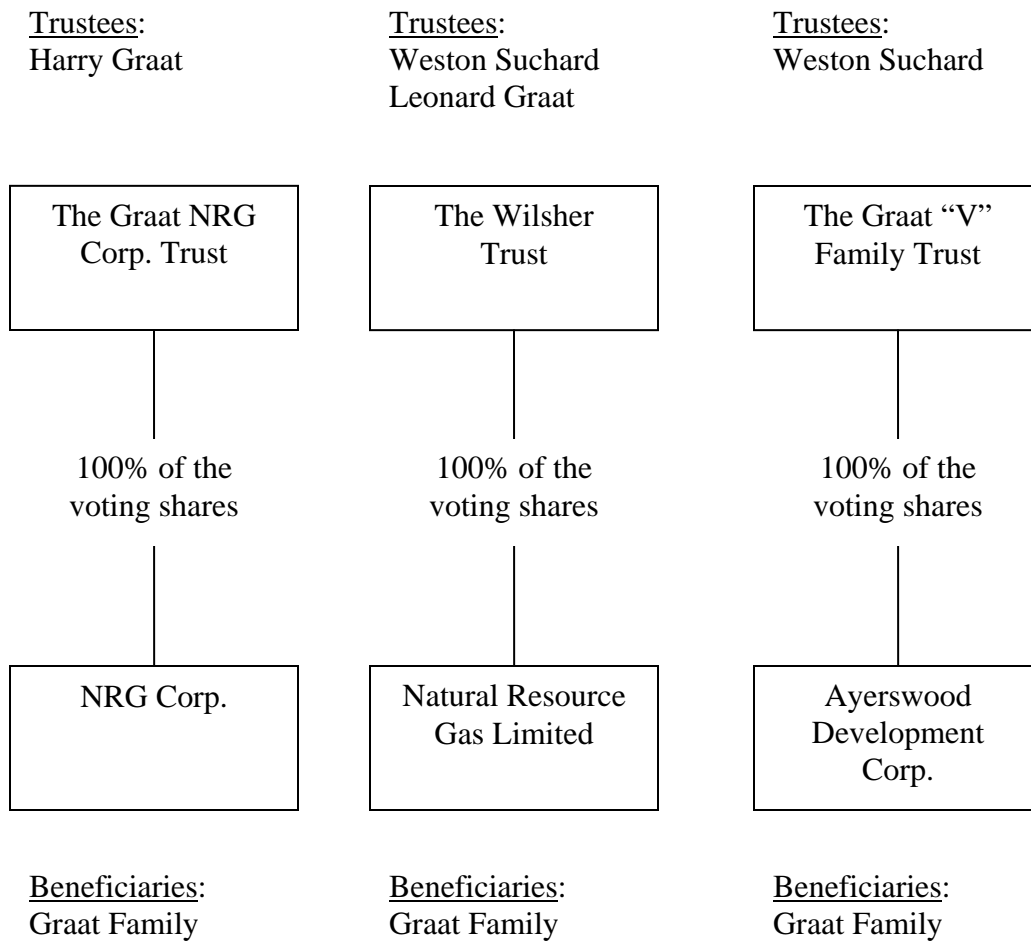 Trustees:
Harry Graat
Trustees:
Weston Suchard
Leonard Graat
Trustees:
Weston Suchard
The Graat NRG
Corp. Trust
The Wilsher
Trust
The Graat “V”
Family Trust
100% of the
voting shares
100% of the
voting shares
100% of the
voting shares
NRG Corp.
Natural Resource
Gas Limited
Ayerswood
Development
Corp.
Beneficiaries:
Graat Family
Beneficiaries:
Graat Family
Beneficiaries:
Graat Family